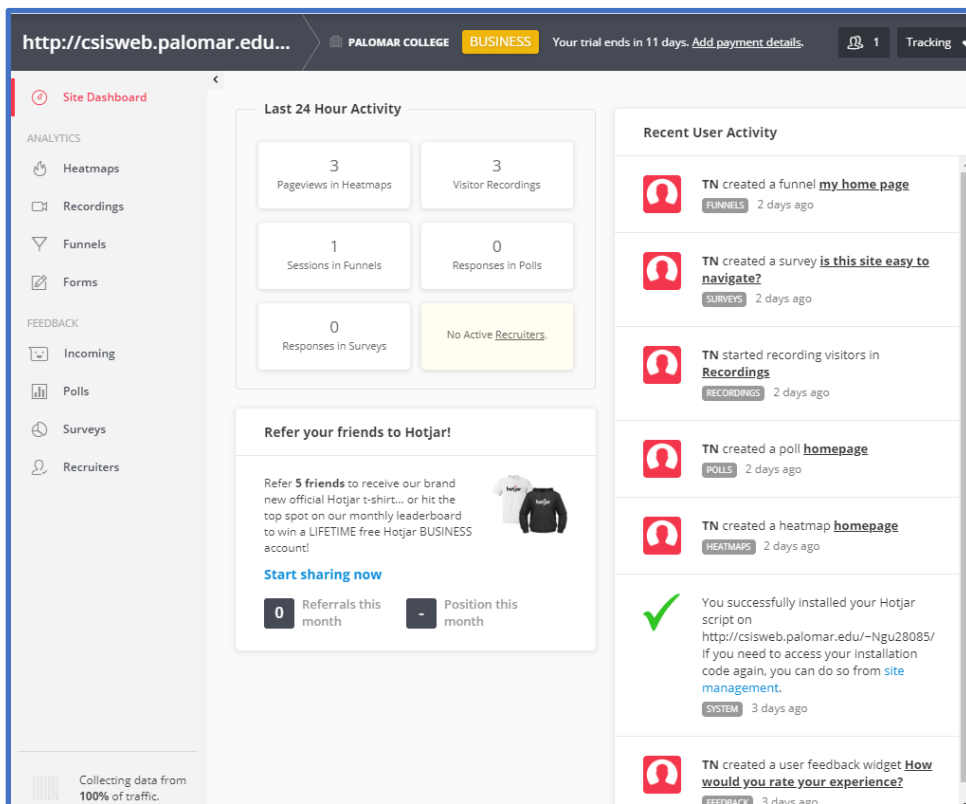 http://csisweb.palomar.edu...
PALOMAR COLLEGE
BUSINESS
Your trial ends in 11 days. Add payment details.
1
Tracking
Site Dashboard
ANALYTICS
Heatmaps
Recordings
Funnels
Forms
FEEDBACK
Incoming
Polls
Surveys
Recruiters
Collecting data from
100% of traffic.
Last 24 Hour Activity
3
Pageviews in Heatmaps
3
Visitor Recordings
1
Sessions in Funnels
0
Responses in Polls
0
Responses in Surveys
No Active Recruiters.
Refer your friends to Hotjar!
Refer 5 friends to receive our brand
new official Hotjar t-shirt... or hit the
top spot on our monthly leaderboard
to win a LIFETIME free Hotjar BUSINESS
account!
hotjar
hotjar
Start sharing now
0
Referrals this
month
-
Position this
month
Recent User Activity
TN created a funnel my home page
FUNNELS 2 days ago
TN created a survey is this site easy to
navigate?
SURVEYS 2 days ago
TN started recording visitors in
Recordings
RECORDINGS 2 days ago
TN created a poll homepage
POLLS 2 days ago
TN created a heatmap homepage
HEATMAPS 2 days ago
You successfully installed your Hotjar
script on
http://csisweb.palomar.edu/~Ngu28085/
If you need to access your installation
code again, you can do so from site
management.
SYSTEM 3 days ago
TN created a user feedback widget How
would you rate your experience?
FEEDBACK 3 days ago